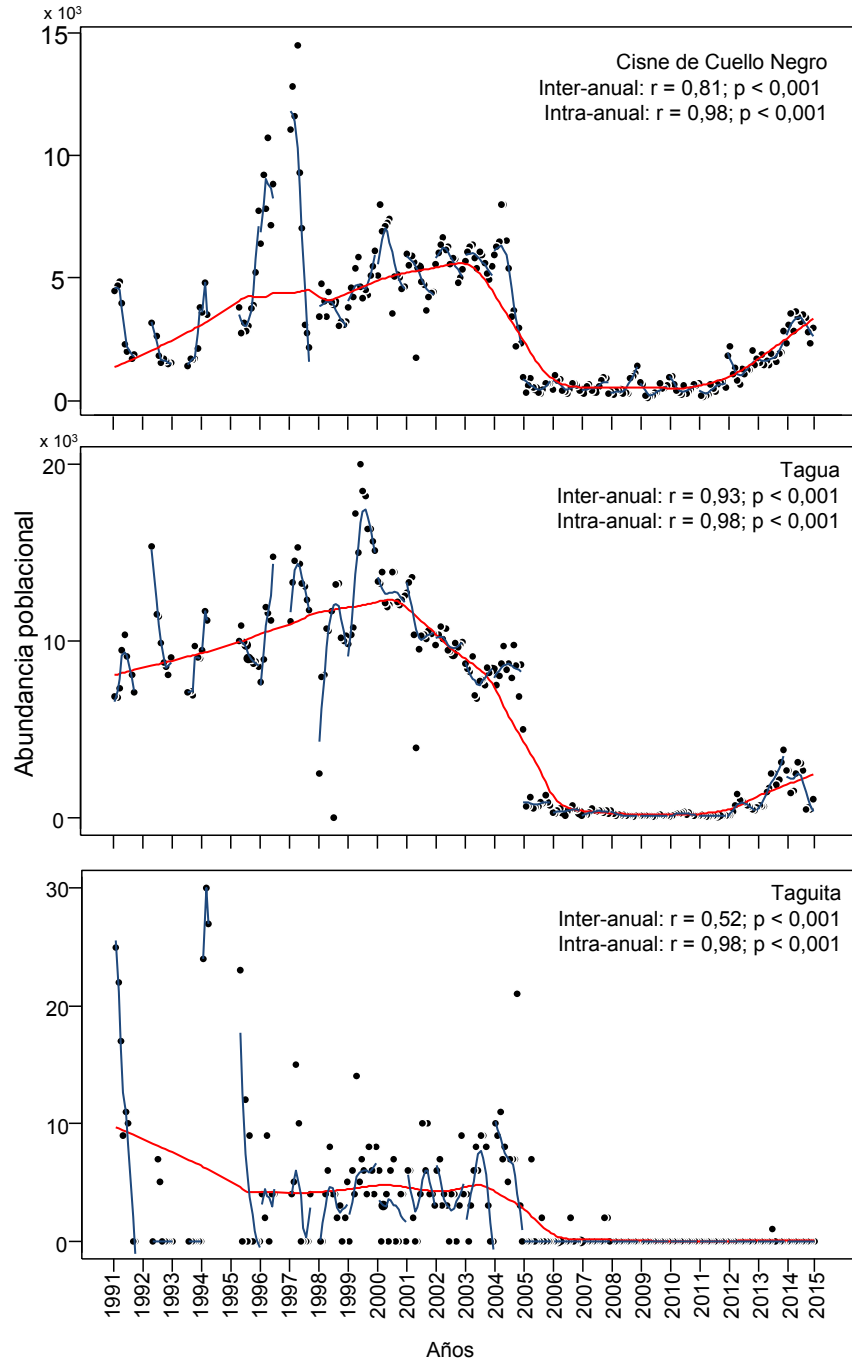 x 10³
15
10
5
0
Cisne de Cuello Negro
Inter-anual: r = 0,81; p < 0,001
Intra-anual: r = 0,98; p < 0,001
x 10³
20
10
0
Tagua
Inter-anual: r = 0,93; p < 0,001
Intra-anual: r = 0,98; p < 0,001
Abundancia poblacional
30
20
10
0
Taguita
Inter-anual: r = 0,52; p < 0,001
Intra-anual: r = 0,98; p < 0,001
1991 1992 1993 1994 1995 1996 1997 1998 1999 2000 2001 2002 2003 2004 2005 2006 2007 2008 2009 2010 2011 2012 2013 2014 2015
Años